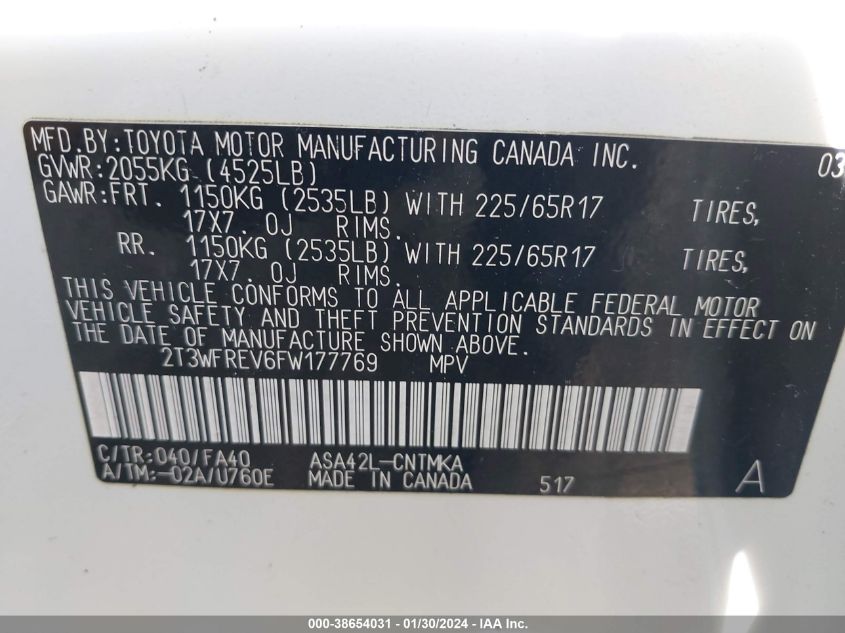 MFD.BY:TOYOTA MOTOR MANUFACTURING CANADA INC. 03
GVWR:2055KG (4525LB)
GAWR:FRT. 1150KG (2535LB) WITH 225/65R17 TIRES,
17X7. 0J RIMS.
RR. 1150KG (2535LB) WITH 225/65R17 TIRES,
17X7. 0J RIMS.
THIS VEHICLE CONFORMS TO ALL APPLICABLE FEDERAL MOTOR
VEHICLE SAFETY AND THEFT PREVENTION STANDARDS IN EFFECT ON
THE DATE OF MANUFACTURE SHOWN ABOVE.
2T3WFREV6FW177769 MPV
C/TR:040/FA40 ASA42L-CNTMKA
A/TM:-02A/U760E MADE IN CANADA 517 A
000-38654031 - 01/30/2024 - IAAI, Inc.